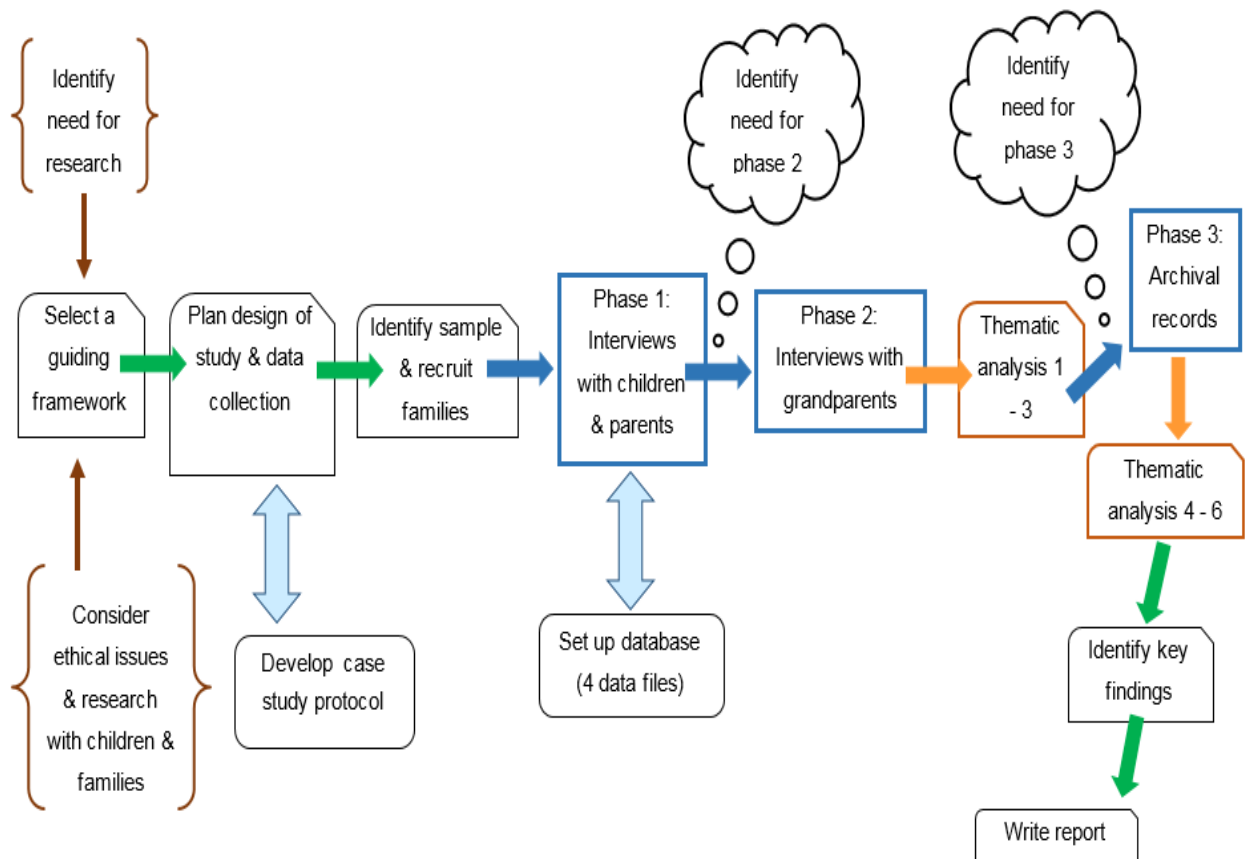 Identify
need for
research
Identify
need for
phase 2
Identify
need for
phase 3
Select a
guiding
framework
Plan design of
study & data
collection
Identify sample
& recruit
families
Phase 1:
Interviews
with children
& parents
Phase 2:
Interviews with
grandparents
Thematic
analysis 1
- 3
Phase 3:
Archival
records
Thematic
analysis 4 - 6
Consider
ethical issues
& research
with children &
families
Develop case
study protocol
Set up database
(4 data files)
Identify key
findings
Write report